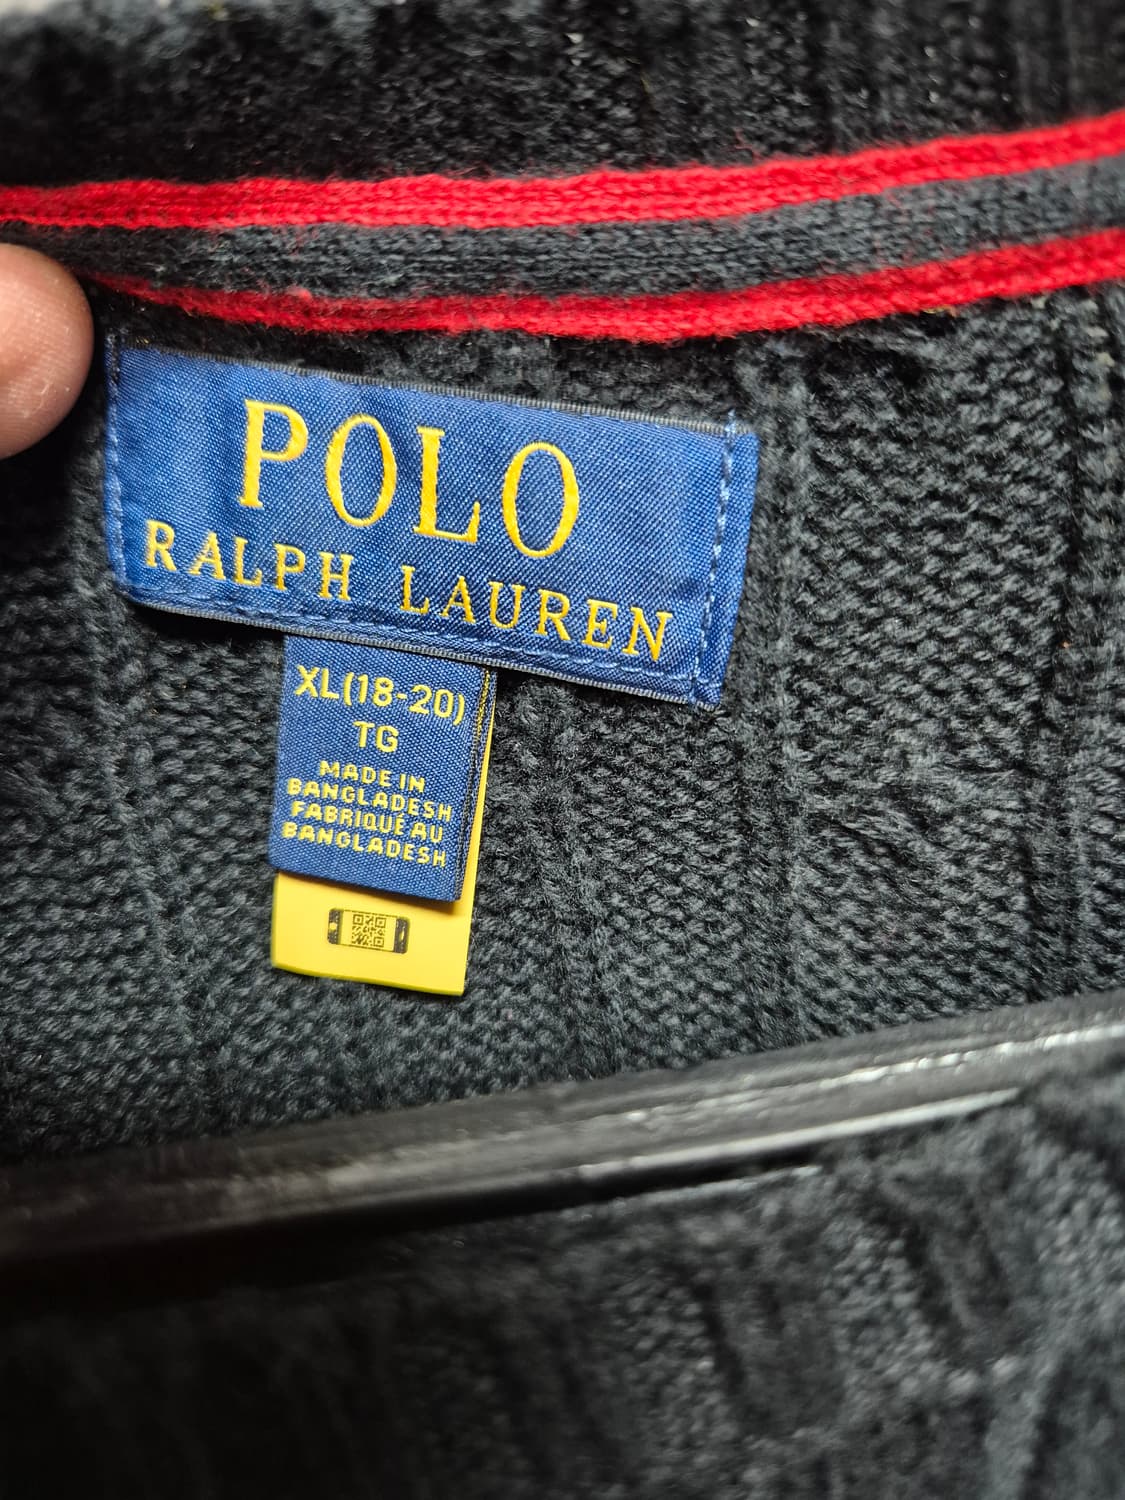 POLO
RALPH LAUREN
XL(18-20)
TG
MADE IN
BANGLADESH
FABRIQUÉ AU
BANGLADESH